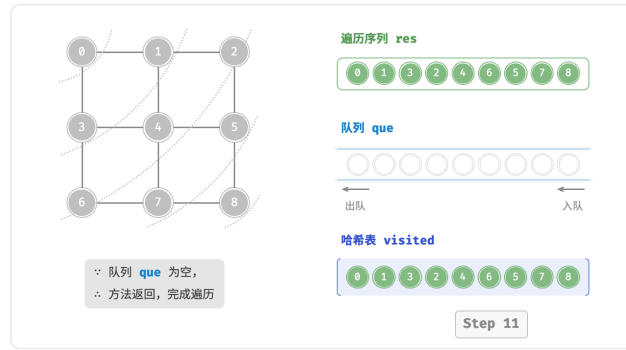 0 1 2
3 4 5
6 7 8
∵ 队列 que 为空，
∴ 方法返回，完成遍历
遍历序列 res
0 1 3 2 4 6 5 7 8
队列 que
出队 入队
哈希表 visited
0 1 3 2 4 6 5 7 8
Step 11